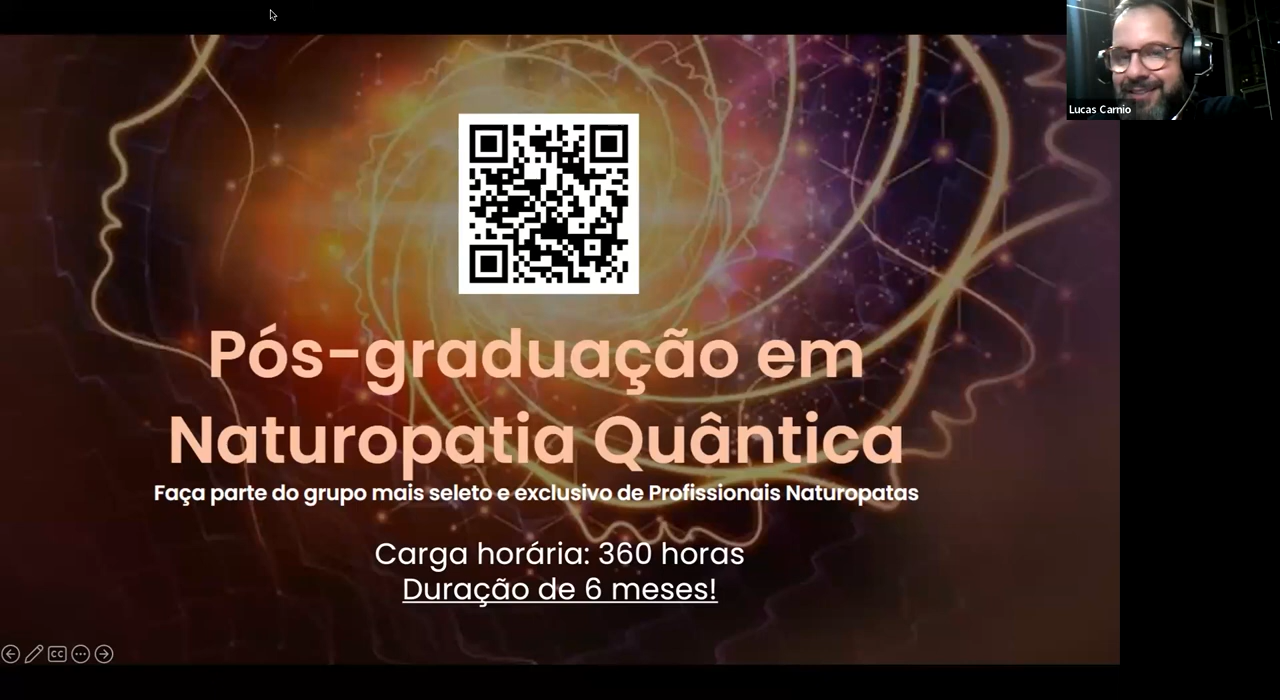 Lucas Carnio
Pós-graduação em
Naturopatia Quântica
Faça parte do grupo mais seleto e exclusivo de Profissionais Naturopatas
Carga horária: 360 horas
Duração de 6 meses!
CC